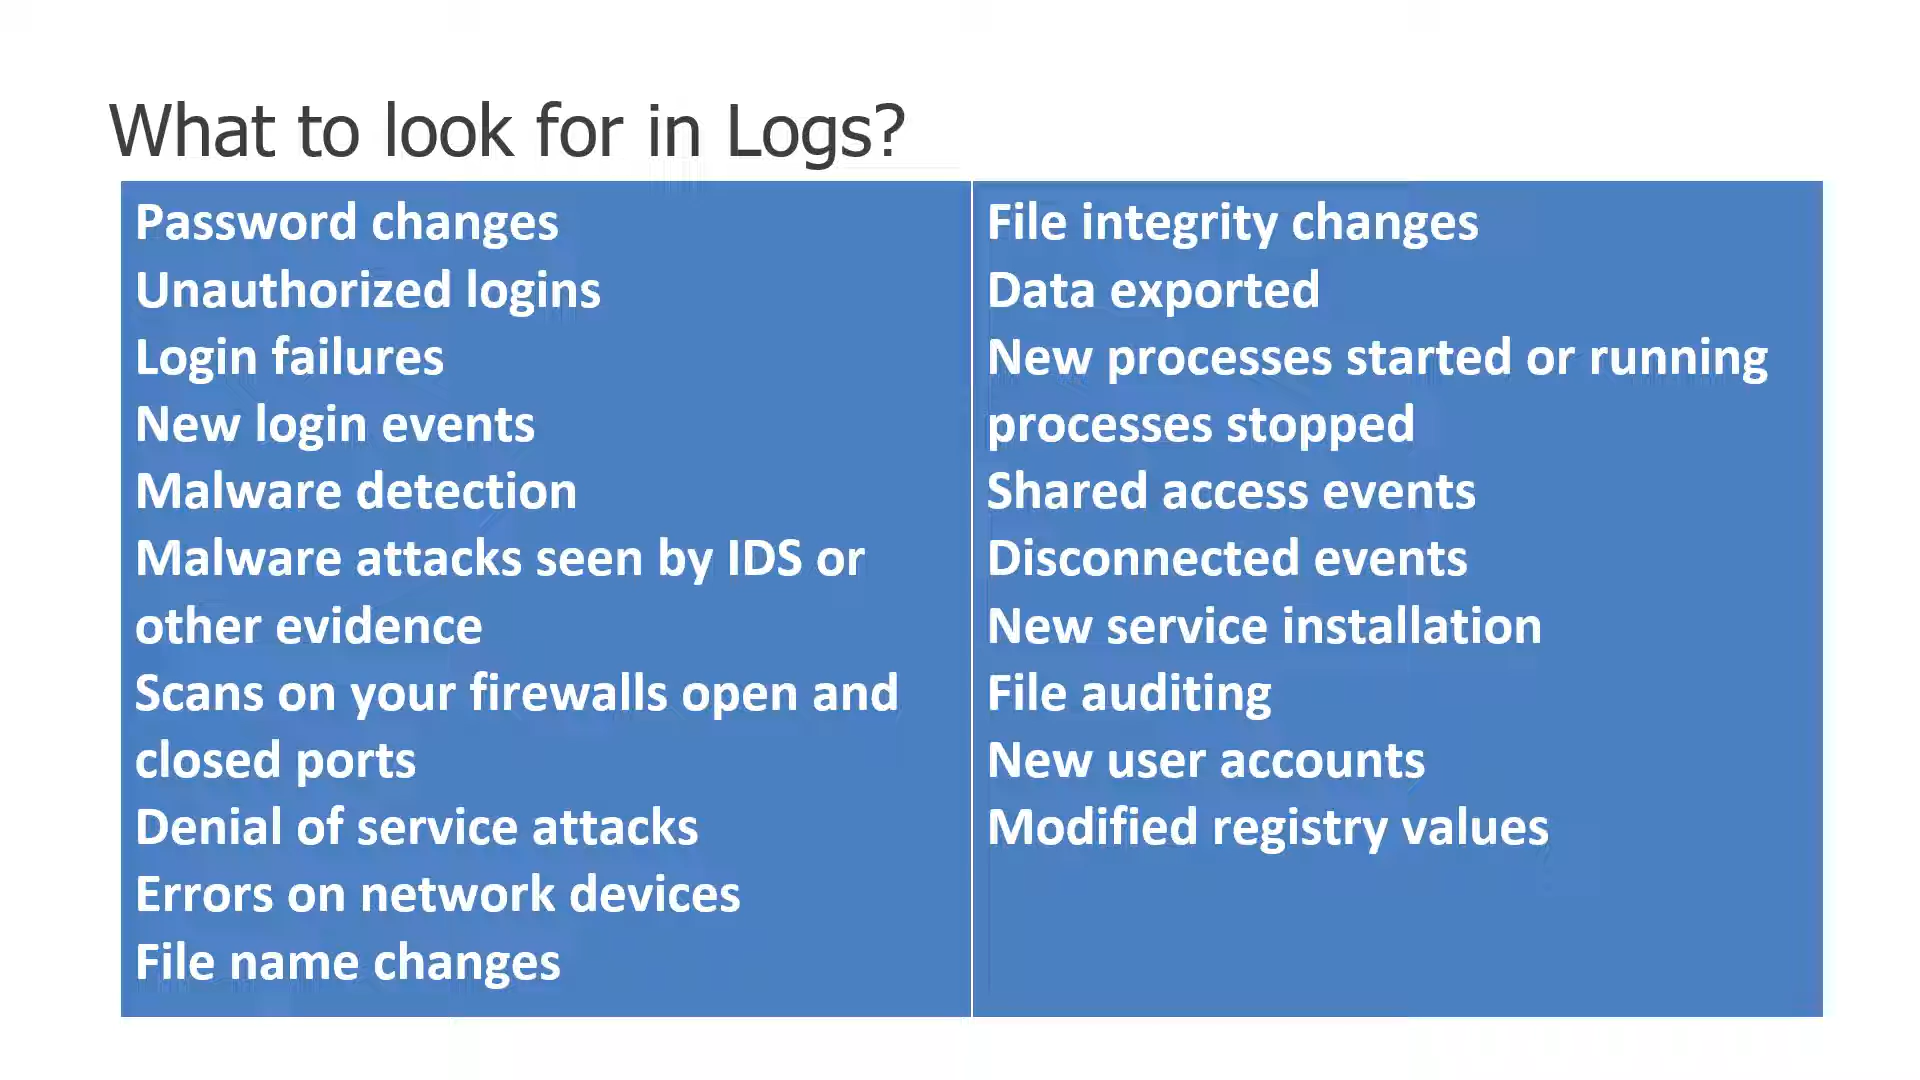 What to look for in Logs?
Password changes
Unauthorized logins
Login failures
New login events
Malware detection
Malware attacks seen by IDS or
other evidence
Scans on your firewalls open and
closed ports
Denial of service attacks
Errors on network devices
File name changes
File integrity changes
Data exported
New processes started or running
processes stopped
Shared access events
Disconnected events
New service installation
File auditing
New user accounts
Modified registry values